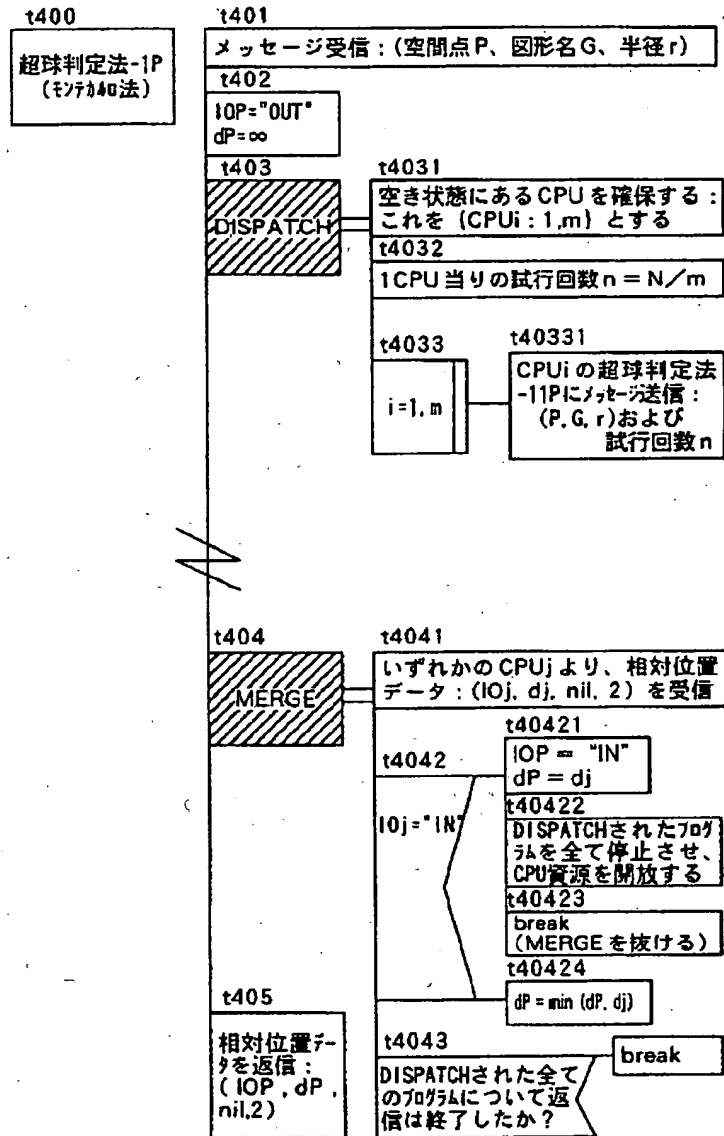 t400
超球判定法-1P
(モンテカルロ法)
t401
メッセージ受信：(空間点P、図形名G、半径r)
t402
IOP="OUT"
dP=∞
t403
DISPATCH
t4031
空き状態にあるCPUを確保する：
これを {CPUi：1,m} とする
t4032
1CPU当りの試行回数n＝N／m
t4033
i=1,m
t40331
CPUiの超球判定法
-11Pにメッセージ送信：
(P,G,r)および
試行回数n
t404
MERGE
t4041
いずれかのCPUjより、相対位置
データ：(IOj, dj, nil, 2) を受信
t4042
IOj="IN"
t40421
IOP = "IN"
dP = dj
t40422
DISPATCHされたプログ
ラムを全て停止させ、
CPU資源を開放する
t40423
break
(MERGEを抜ける)
t40424
dP = min (dP, dj)
t405
相対位置デー
タを返信：
( IOP , dP ,
nil,2)
t4043
DISPATCHされた全て
のプログラムについて返
信は終了したか？
break